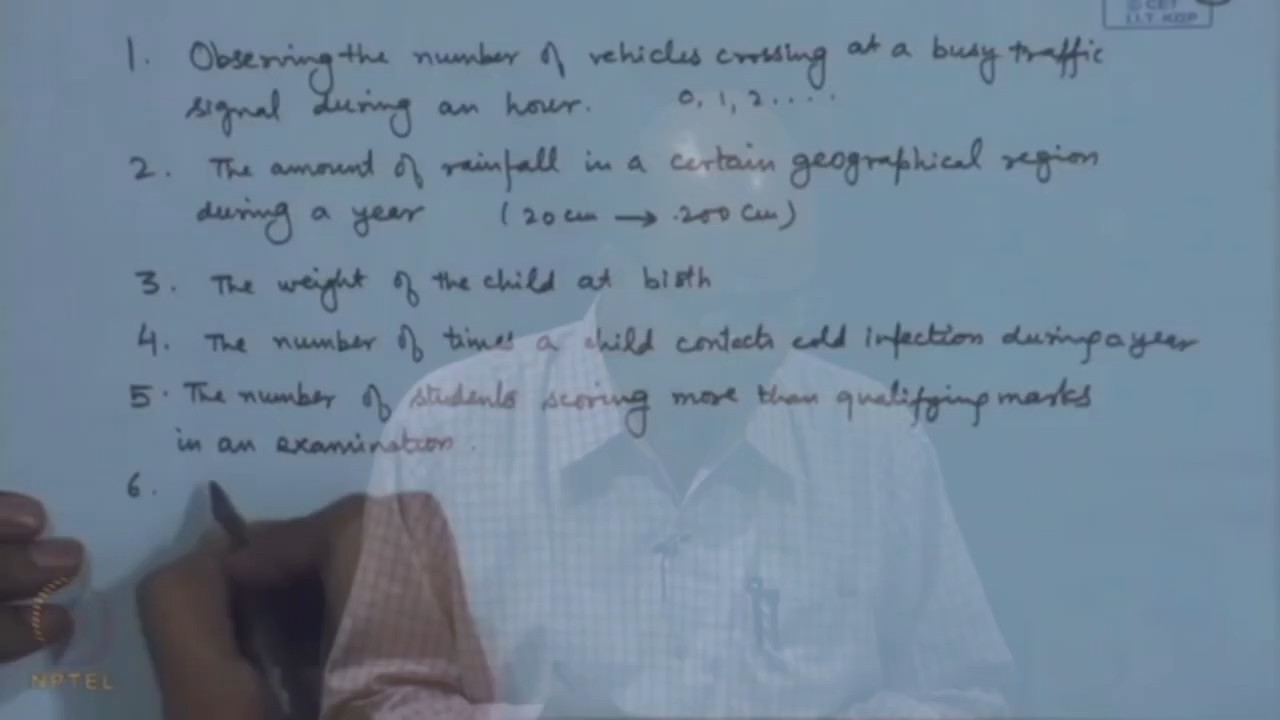 © CET
I.I.T. KGP
1. Observing the number of vehicles crossing at a busy traffic
signal during an hour. 0, 1, 2....
2. The amount of rainfall in a certain geographical region
during a year (20 cm → 200 cm)
3. The weight of the child at birth
4. The number of times a child contacts cold infection during a year
5. The number of students scoring more than qualifying marks
in an examination.
6.
NPTEL